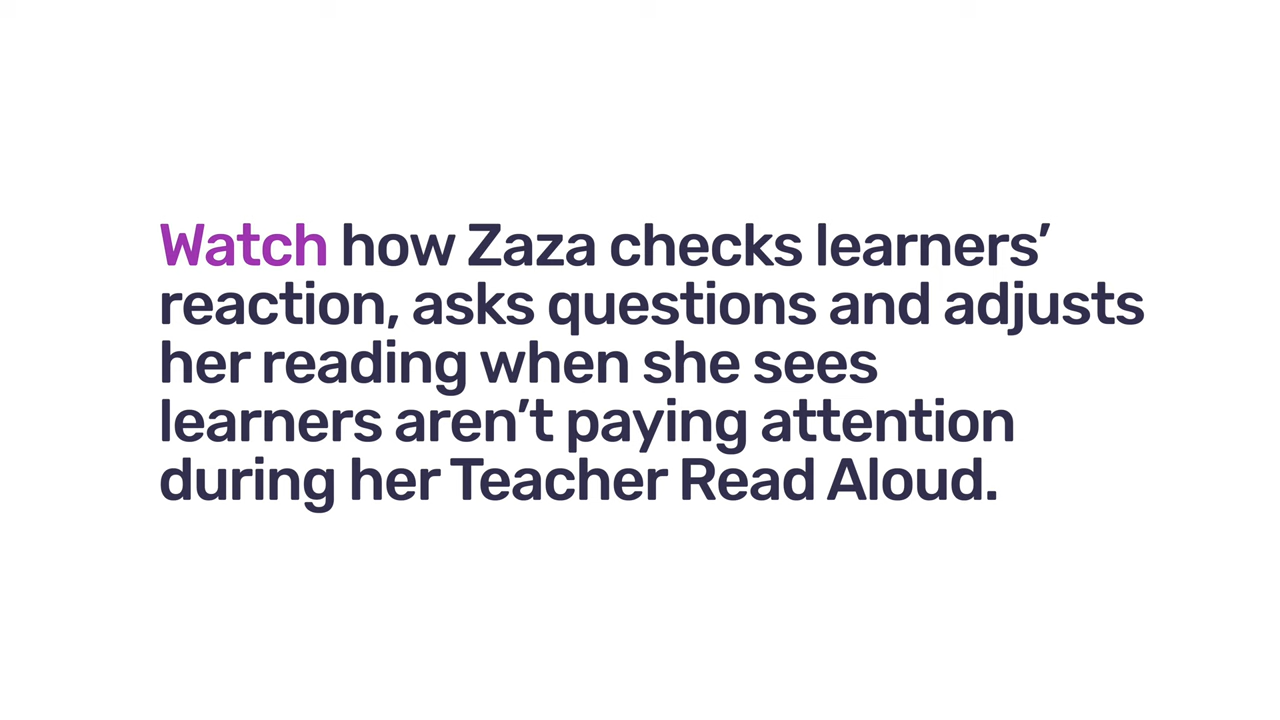 Watch how Zaza checks learners’
reaction, asks questions and adjusts
her reading when she sees
learners aren’t paying attention
during her Teacher Read Aloud.